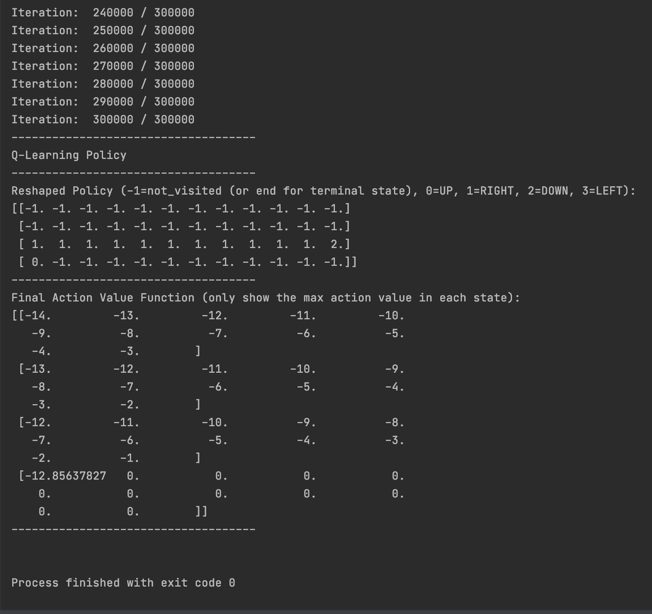 Iteration:  240000 / 300000
Iteration:  250000 / 300000
Iteration:  260000 / 300000
Iteration:  270000 / 300000
Iteration:  280000 / 300000
Iteration:  290000 / 300000
Iteration:  300000 / 300000
------------------------------------
Q-Learning Policy
------------------------------------
Reshaped Policy (-1=not_visited (or end for terminal state), 0=UP, 1=RIGHT, 2=DOWN, 3=LEFT):
[[-1. -1. -1. -1. -1. -1. -1. -1. -1. -1. -1. -1.]
 [-1. -1. -1. -1. -1. -1. -1. -1. -1. -1. -1. -1.]
 [ 1.  1.  1.  1.  1.  1.  1.  1.  1.  1.  1.  2.]
 [ 0. -1. -1. -1. -1. -1. -1. -1. -1. -1. -1. -1.]]
------------------------------------
Final Action Value Function (only show the max action value in each state):
[[-14.         -13.         -12.         -11.         -10.
   -9.          -8.          -7.          -6.          -5.
   -4.          -3.        ]
 [-13.         -12.         -11.         -10.          -9.
   -8.          -7.          -6.          -5.          -4.
   -3.          -2.        ]
 [-12.         -11.         -10.          -9.          -8.
   -7.          -6.          -5.          -4.          -3.
   -2.          -1.        ]
 [-12.85637827   0.           0.           0.           0.
    0.           0.           0.           0.           0.
    0.           0.        ]]
------------------------------------
Process finished with exit code 0